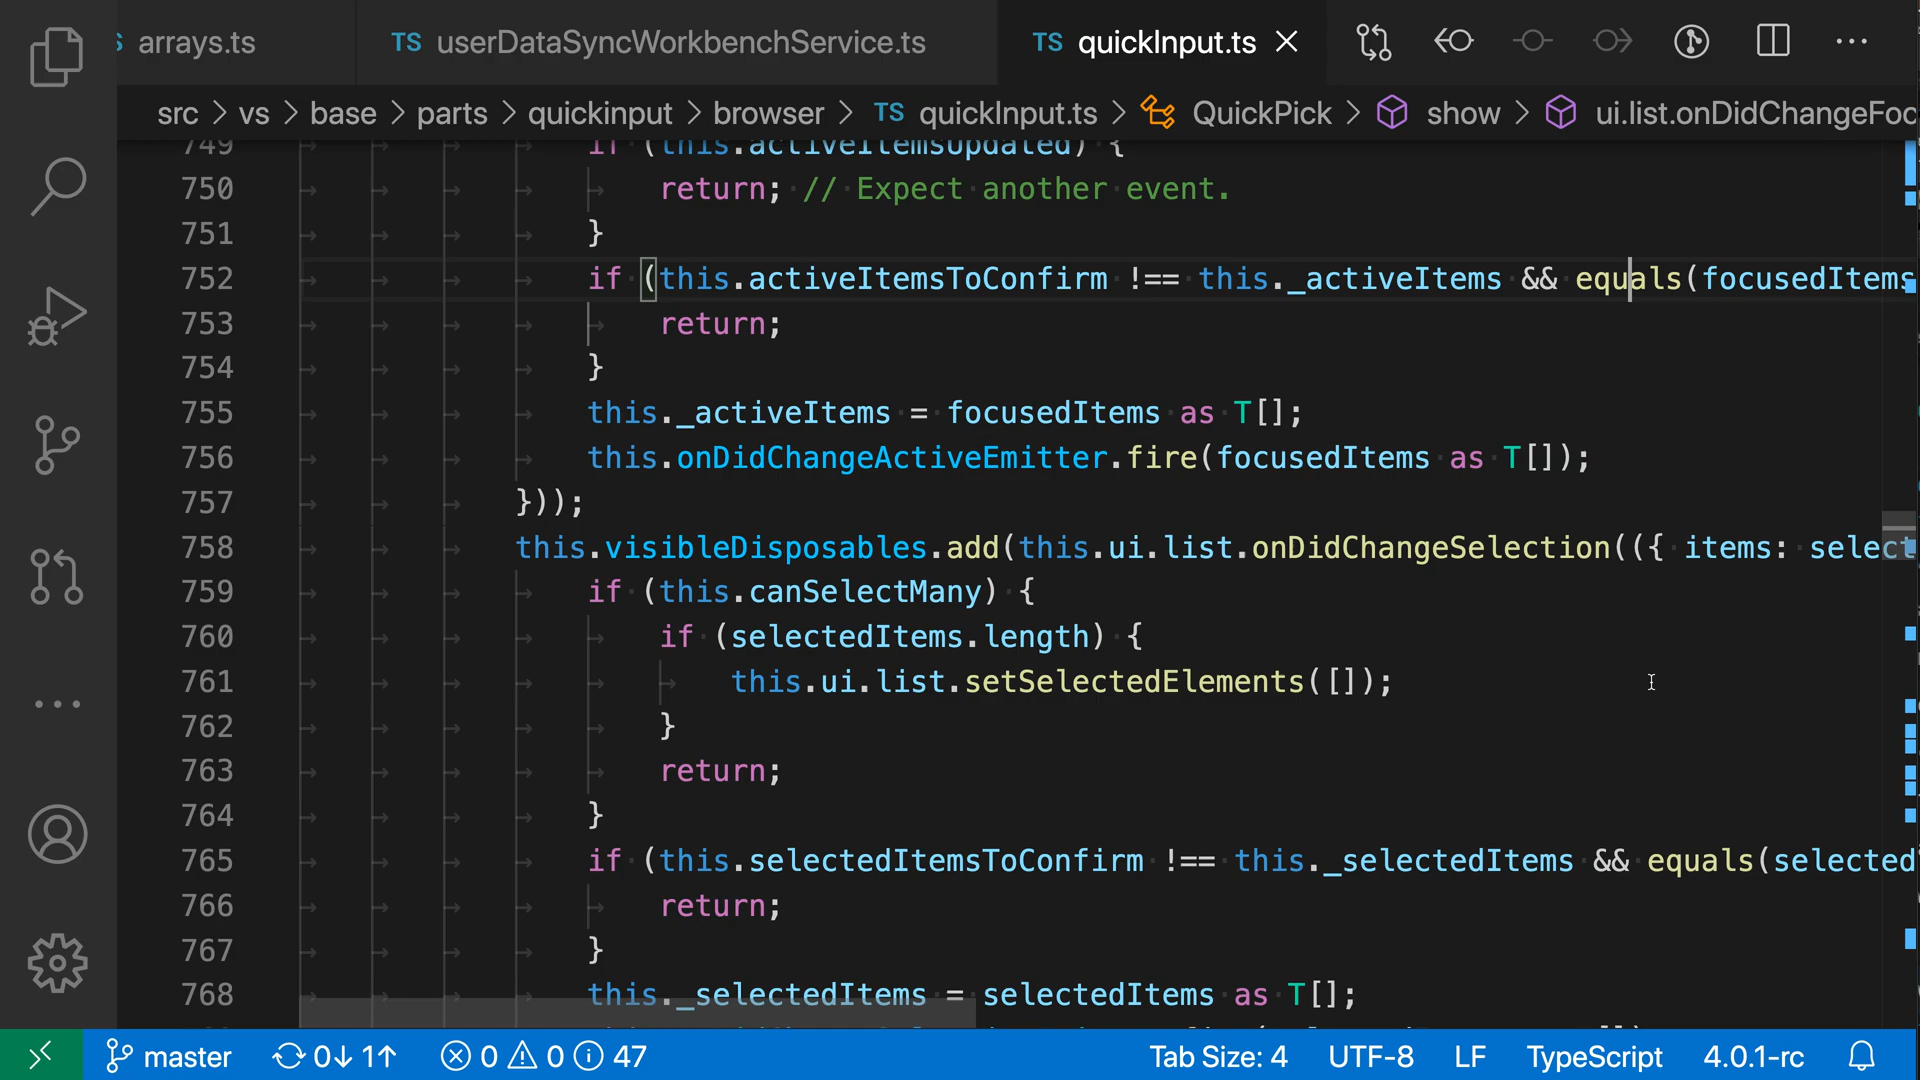 arrays.ts
TS userDataSyncWorkbenchService.ts
TS quickInput.ts
src > vs > base > parts > quickinput > browser > TS quickInput.ts > QuickPick > show > ui.list.onDidChangeFoc
749 if (this.activeItemsUpdated) {
750 return; // Expect another event.
751 }
752 if (this.activeItemsToConfirm !== this._activeItems && equals(focusedItems
753 return;
754 }
755 this._activeItems = focusedItems as T[];
756 this.onDidChangeActiveEmitter.fire(focusedItems as T[]);
757 }));
758 this.visibleDisposables.add(this.ui.list.onDidChangeSelection(({ items: select
759 if (this.canSelectMany) {
760 if (selectedItems.length) {
761 this.ui.list.setSelectedElements([]);
762 }
763 return;
764 }
765 if (this.selectedItemsToConfirm !== this._selectedItems && equals(selected
766 return;
767 }
768 this._selectedItems = selectedItems as T[];
master 0↓ 1↑ 0 0 47 Tab Size: 4 UTF-8 LF TypeScript 4.0.1-rc